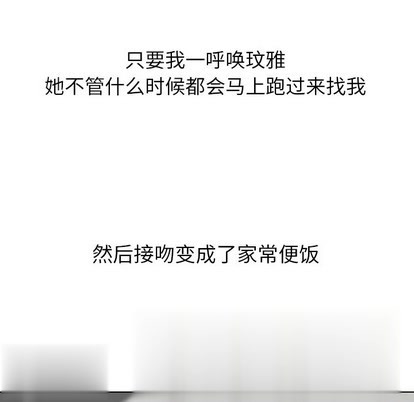 只要我一呼唤玟雅
她不管什么时候都会马上跑过来找我
然后接吻变成了家常便饭